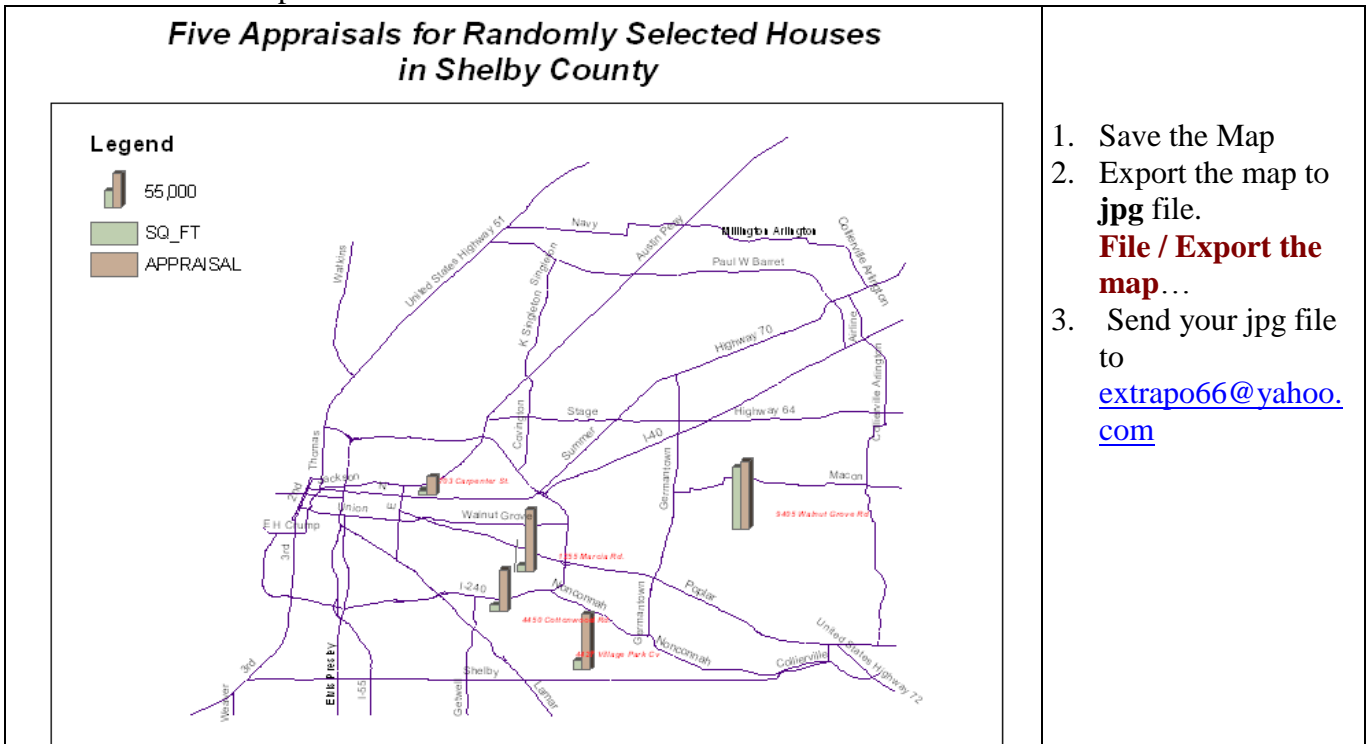 Five Appraisals for Randomly Selected Houses
in Shelby County
Legend
55,000
SQ_FT
APPRAISAL
Watkins
United States Highway 51
Navy
Austin Peay
Millington Arlington
Collierville Arlington
K Singleton Singleton
Paul W Barret
Highway 70
Airline
Collierville Arlington
Stage
Highway 64
Covington
Summer
I-40
Thomas
2nd
Jackson
N
Germantown
Macon
Union
E
Walnut Grove
E H Crump
3rd
Carpenter St.
9405 Walnut Grove Rd.
Marcia Rd.
I-240
Nonconnah
Poplar
Germantown
4450 Cottonwood Rd.
Village Park Cv
Nonconnah
Collierville
United States Highway 72
3rd
Shelby
Weaver
Elvis Presley
I-55
Getwell
Lamar
1. Save the Map
2. Export the map to
jpg file.
File / Export the
map…
3. Send your jpg file
to
extrapo66@yahoo.
com